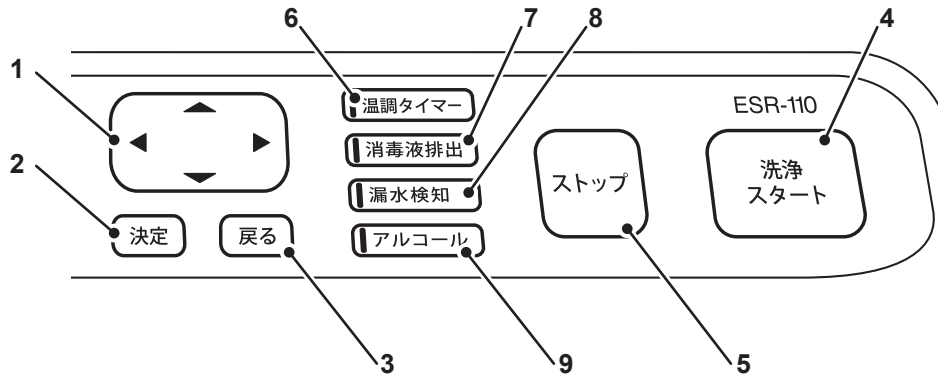 6
7
8
4
1
温調タイマー
ESR-110
消毒液排出
洗浄
スタート
2
ストップ
漏水検知
決定
戻る
アルコール
3
9
5